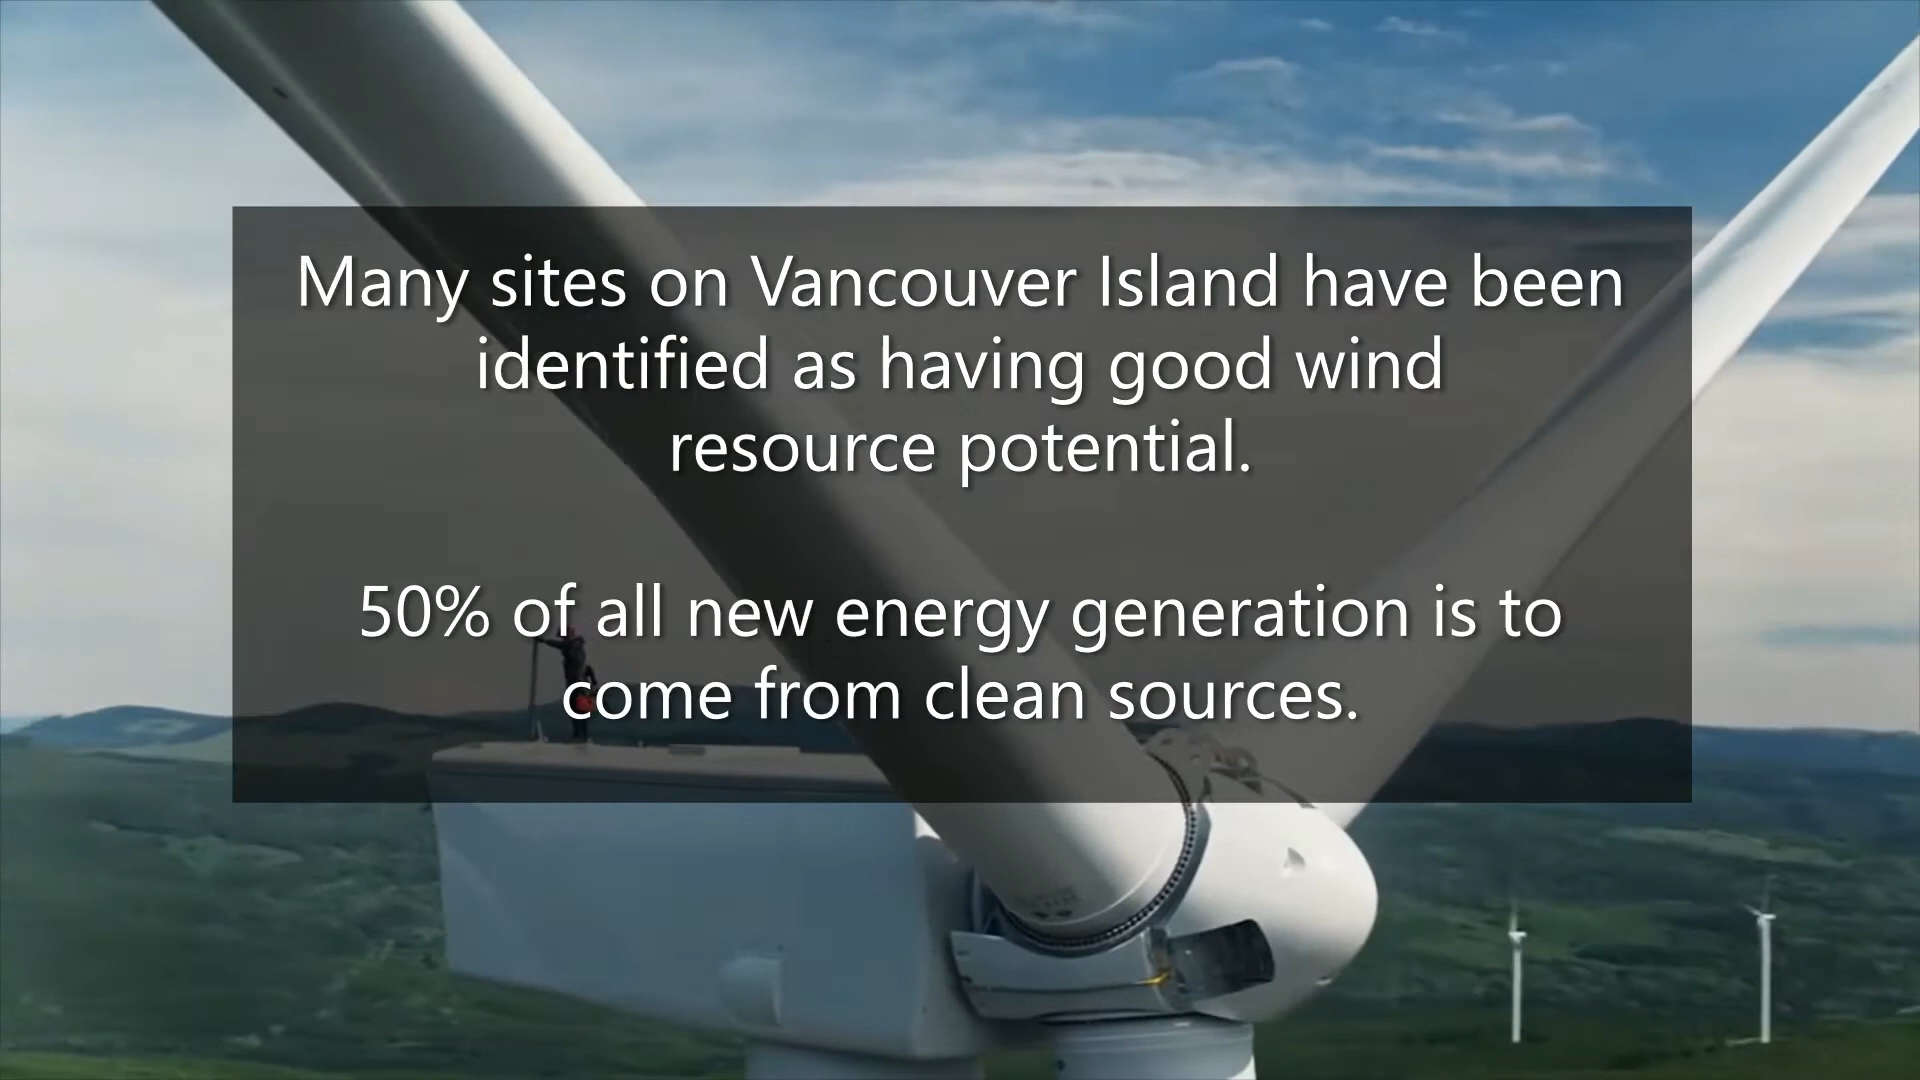 Many sites on Vancouver Island have been
identified as having good wind
resource potential.
50% of all new energy generation is to
come from clean sources.